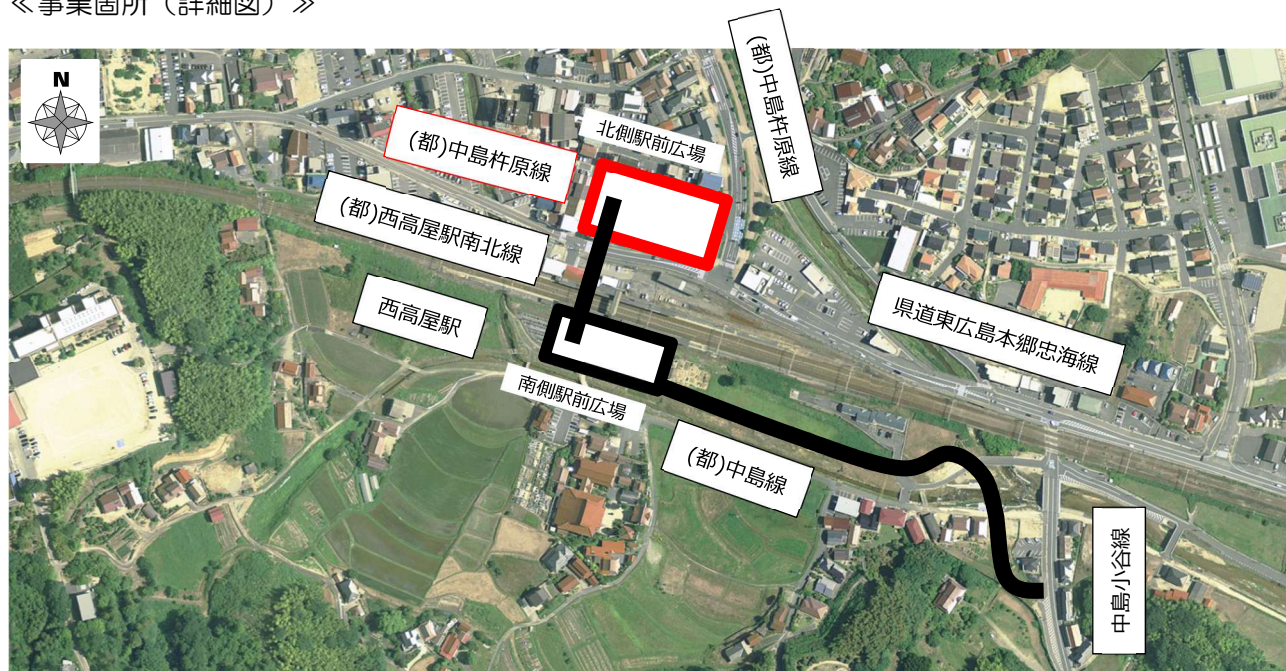 ≪事業箇所（詳細図）≫
N
(都)中島杵原線
北側駅前広場
(都)中島杵原線
(都)西高屋駅南北線
西高屋駅
県道東広島本郷忠海線
南側駅前広場
(都)中島線
中島小谷線